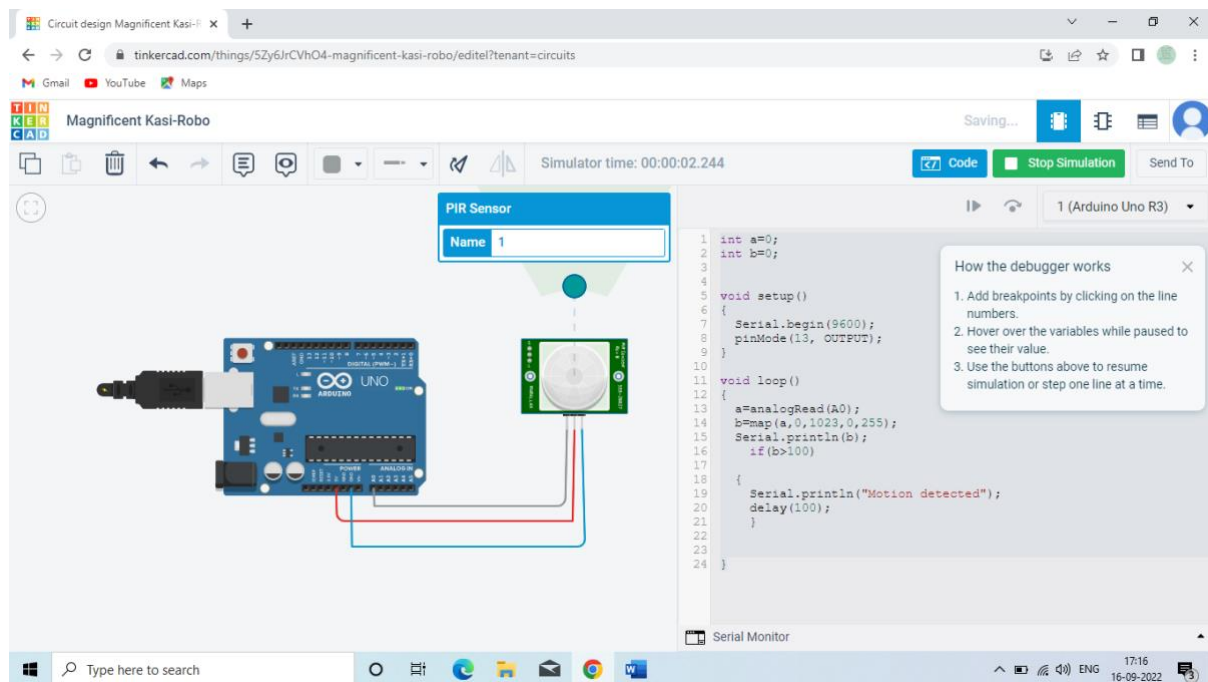 Circuit design Magnificent Kasi-R
tinkercad.com/things/5Zy6JrCVhO4-magnificent-kasi-robo/editel?tenant=circuits
Gmail YouTube Maps
TIN
KER
CAD
Magnificent Kasi-Robo
Saving...
Simulator time: 00:00:02.244
Code
Stop Simulation
Send To
PIR Sensor
Name 1
1 (Arduino Uno R3)
DIGITAL (PWM~)
UNO
ARDUINO
POWER
ANALOG IN
1 int a=0;
2 int b=0;
3
4
5 void setup()
6 {
7 Serial.begin(9600);
8 pinMode(13, OUTPUT);
9 }
10
11 void loop()
12 {
13 a=analogRead(A0);
14 b=map(a,0,1023,0,255);
15 Serial.println(b);
16 if(b>100)
17
18 {
19 Serial.println("Motion detected");
20 delay(100);
21 }
22
23
24 }
How the debugger works
1. Add breakpoints by clicking on the line
numbers.
2. Hover over the variables while paused to
see their value.
3. Use the buttons above to resume
simulation or step one line at a time.
Serial Monitor
Type here to search
ENG
17:16
16-09-2022
3